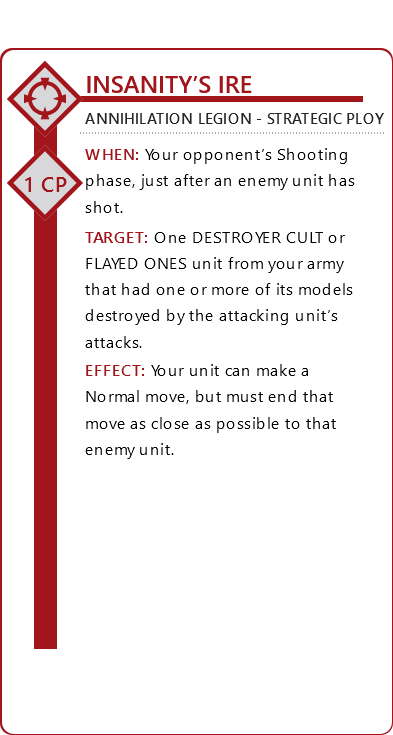 INSANITY’S IRE
ANNIHILATION LEGION - STRATEGIC PLOY
1 CP
WHEN: Your opponent’s Shooting
phase, just after an enemy unit has
shot.
TARGET: One DESTROYER CULT or
FLAYED ONES unit from your army
that had one or more of its models
destroyed by the attacking unit’s
attacks.
EFFECT: Your unit can make a
Normal move, but must end that
move as close as possible to that
enemy unit.